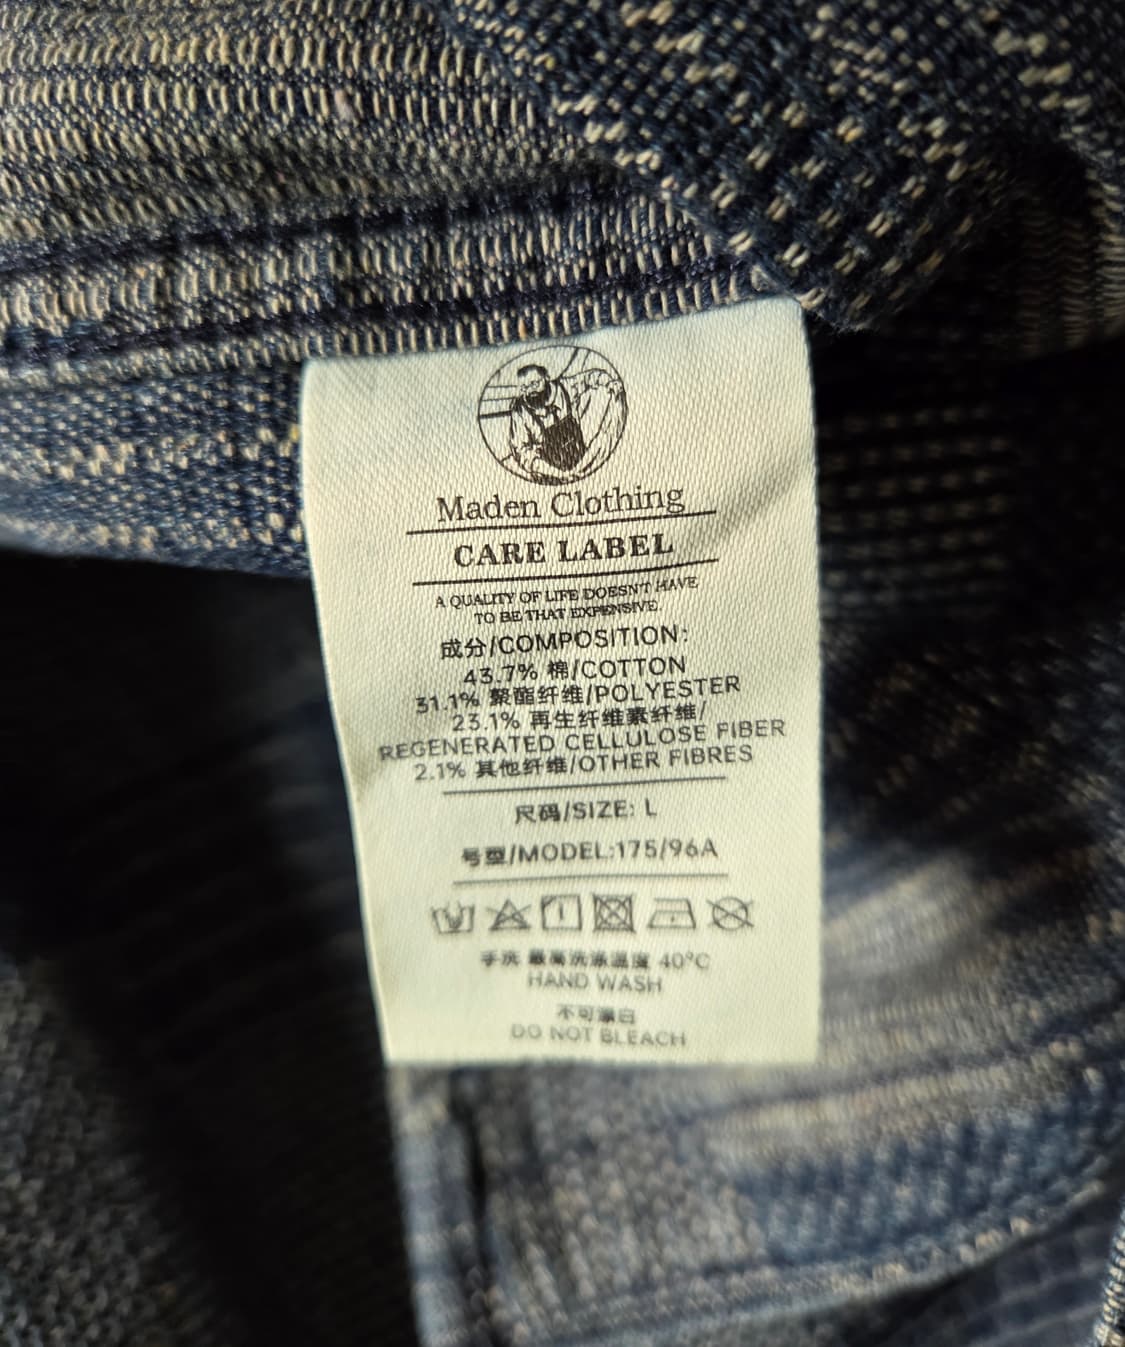 Maden Clothing
CARE LABEL
A QUALITY OF LIFE DOESN'T HAVE
TO BE THAT EXPENSIVE.
成分/COMPOSITION:
43.7% 棉/COTTON
31.1% 聚酯纤维/POLYESTER
23.1% 再生纤维素纤维/
REGENERATED CELLULOSE FIBER
2.1% 其他纤维/OTHER FIBRES
尺码/SIZE: L
号型/MODEL:175/96A
手洗 最高洗涤温度 40°C
HAND WASH
不可漂白
DO NOT BLEACH